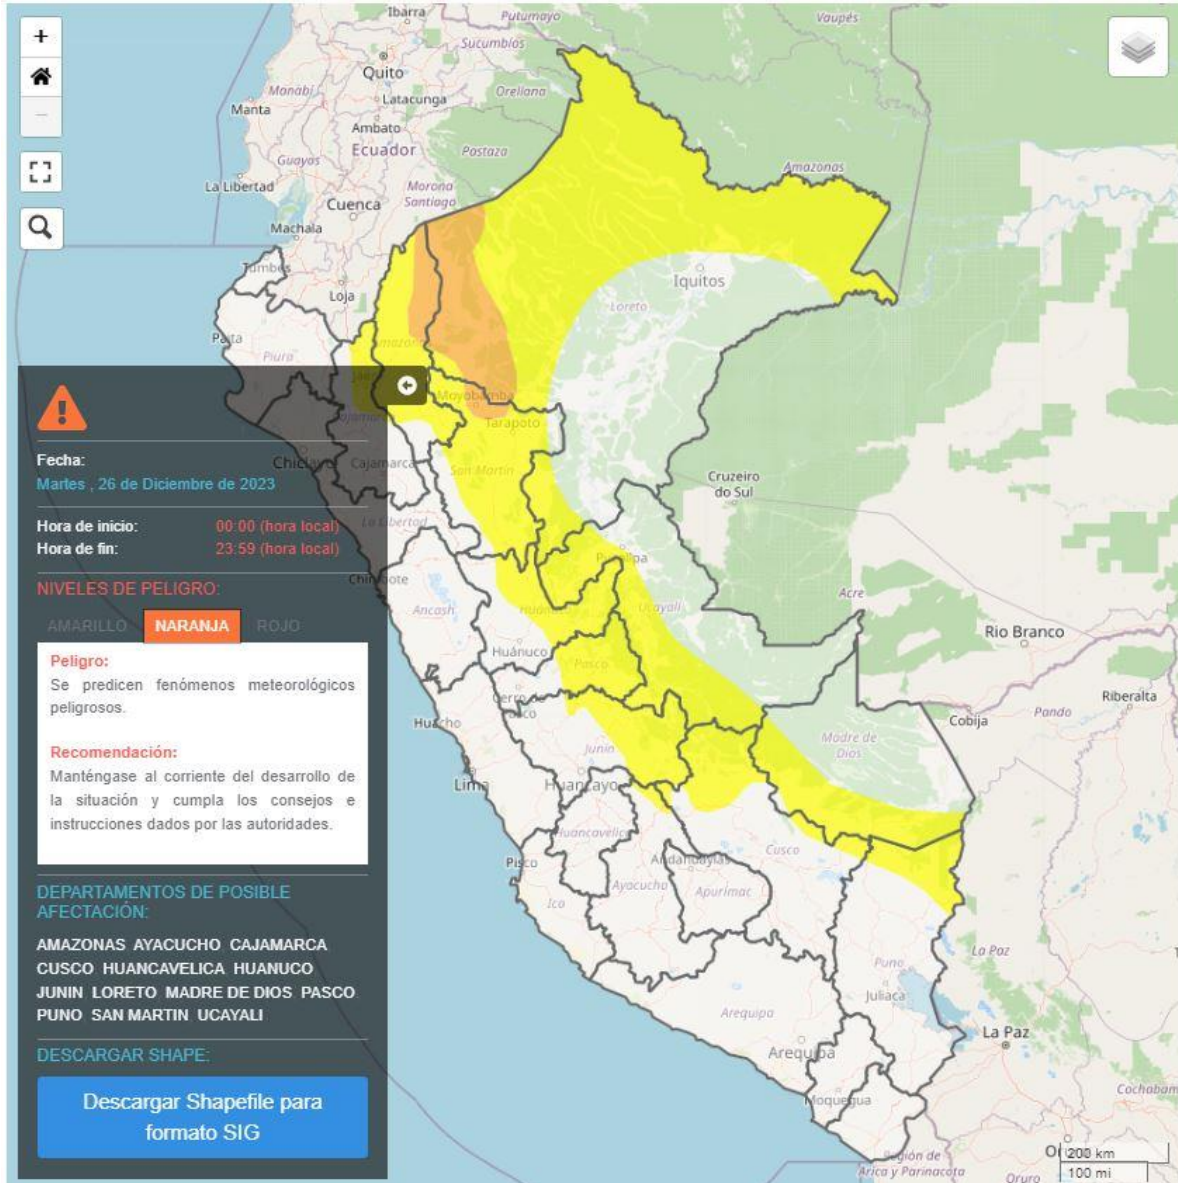 Ibarra
Putumayo
Vaupés
+
Sucumbíos
Quito
Orellana
Manabí
Latacunga
Manta
Ambato
Ecuador
Pastaza
Guayas
Amazonas
La Libertad
Morona
Santiago
Cuenca
Machala
Tumbes
Loja
Iquitos
Loreto
Paita
Piura
Moyobamba
Tarapoto
Cajamarca
San Martín
Cruzeiro
do Sul
La Libertad
Pucallpa
Ucayali
Acre
Ancash
Huánuco
Huánuco
Pasco
Rio Branco
Riberalta
Cobija
Pando
Huacho
Junín
Madre de
Dios
Lima
Huancayo
Huancavelica
Cusco
Pisco
Andahuaylas
Ayacucho
Apurímac
Ica
Puno
La Paz
Juliaca
La Paz
Arequipa
Arequipa
Moquegua
Cochabam
Región de
Arica y Parinacota
Oruro
200 km
100 mi
Fecha:
Martes , 26 de Diciembre de 2023
Hora de inicio: 00:00 (hora local)
Hora de fin: 23:59 (hora local)
NIVELES DE PELIGRO:
AMARILLO NARANJA ROJO
Peligro:
Se predicen fenómenos meteorológicos
peligrosos.
Recomendación:
Manténgase al corriente del desarrollo de
la situación y cumpla los consejos e
instrucciones dados por las autoridades.
DEPARTAMENTOS DE POSIBLE
AFECTACIÓN:
AMAZONAS AYACUCHO CAJAMARCA
CUSCO HUANCAVELICA HUANUCO
JUNIN LORETO MADRE DE DIOS PASCO
PUNO SAN MARTIN UCAYALI
DESCARGAR SHAPE:
Descargar Shapefile para
formato SIG